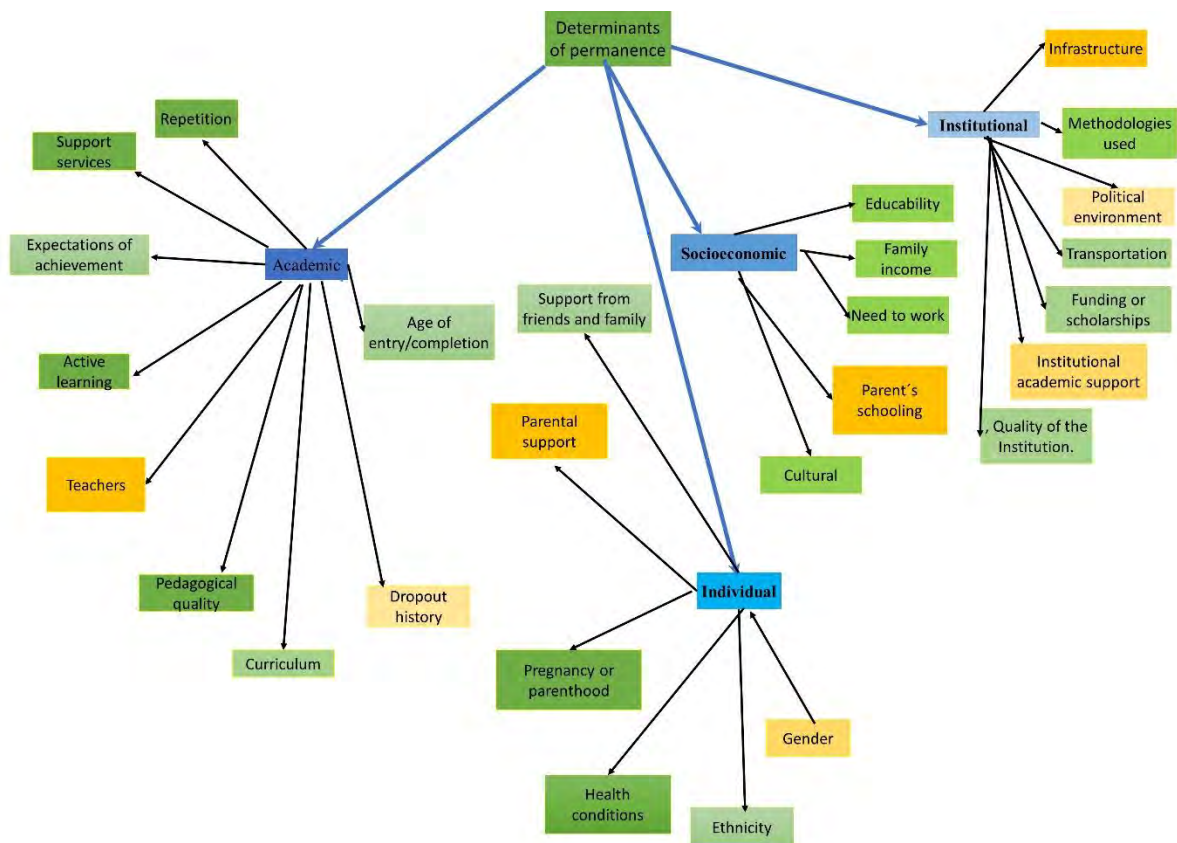 Determinants
of permanence
Infrastructure
Institutional
Methodologies
used
Political
environment
Transportation
Funding or
scholarships
Institutional
academic support
, Quality of the
Institution.
Repetition
Support
services
Expectations of
achievement
Academic
Age of
entry/completion
Active
learning
Teachers
Pedagogical
quality
Curriculum
Dropout
history
Socioeconomic
Educability
Family
income
Need to work
Parent´s
schooling
Cultural
Support from
friends and family
Parental
support
Individual
Pregnancy or
parenthood
Health
conditions
Ethnicity
Gender